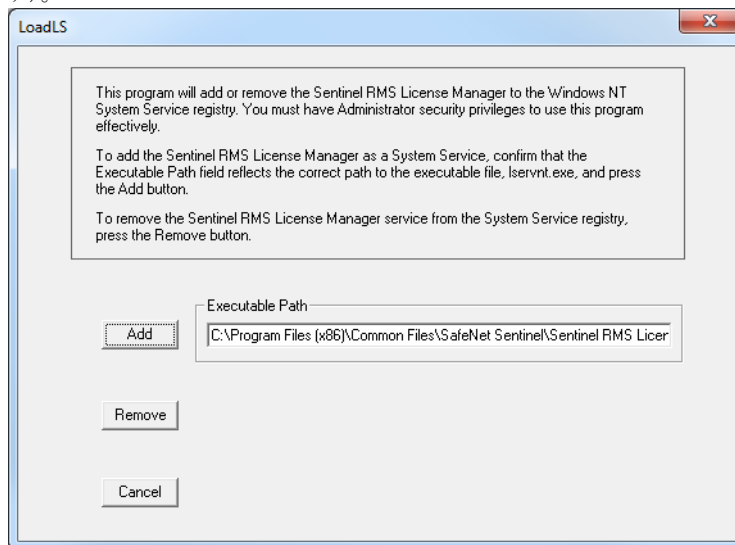 LoadLS
This program will add or remove the Sentinel RMS License Manager to the Windows NT
System Service registry. You must have Administrator security privileges to use this program
effectively.
To add the Sentinel RMS License Manager as a System Service, confirm that the
Executable Path field reflects the correct path to the executable file, lservnt.exe, and press
the Add button.
To remove the Sentinel RMS License Manager service from the System Service registry,
press the Remove button.
Executable Path
Add
C:\Program Files (x86)\Common Files\SafeNet Sentinel\Sentinel RMS Licen
Remove
Cancel